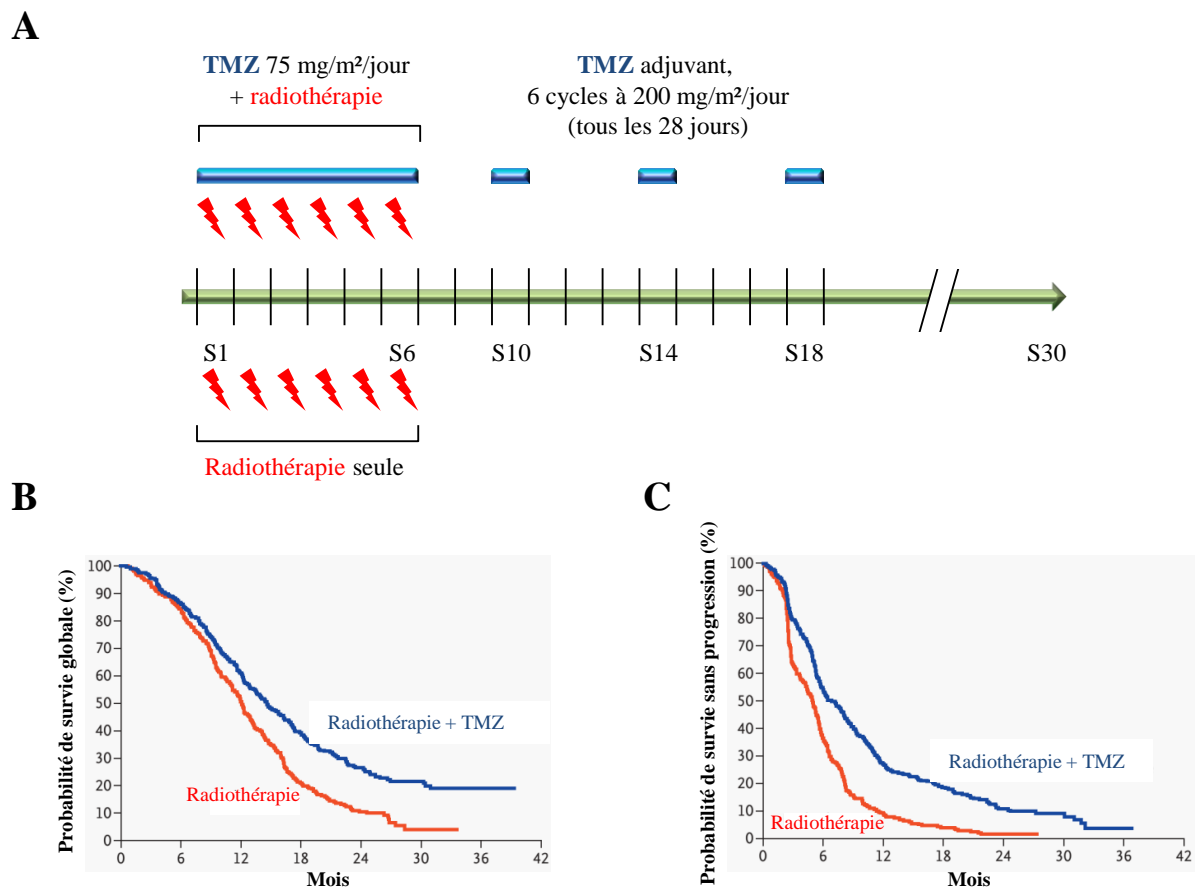 A
TMZ 75 mg/m²/jour
+ radiothérapie
TMZ adjuvant,
6 cycles à 200 mg/m²/jour
(tous les 28 jours)
S1 S6 S10 S14 S18 S30
Radiothérapie seule
B
Probabilité de survie globale (%)
100
90
80
70
60
50
40
30
20
10
0
Radiothérapie + TMZ
Radiothérapie
0 6 12 18 24 30 36 42
Mois
C
Probabilité de survie sans progression (%)
100
90
80
70
60
50
40
30
20
10
0
Radiothérapie + TMZ
Radiothérapie
0 6 12 18 24 30 36 42
Mois